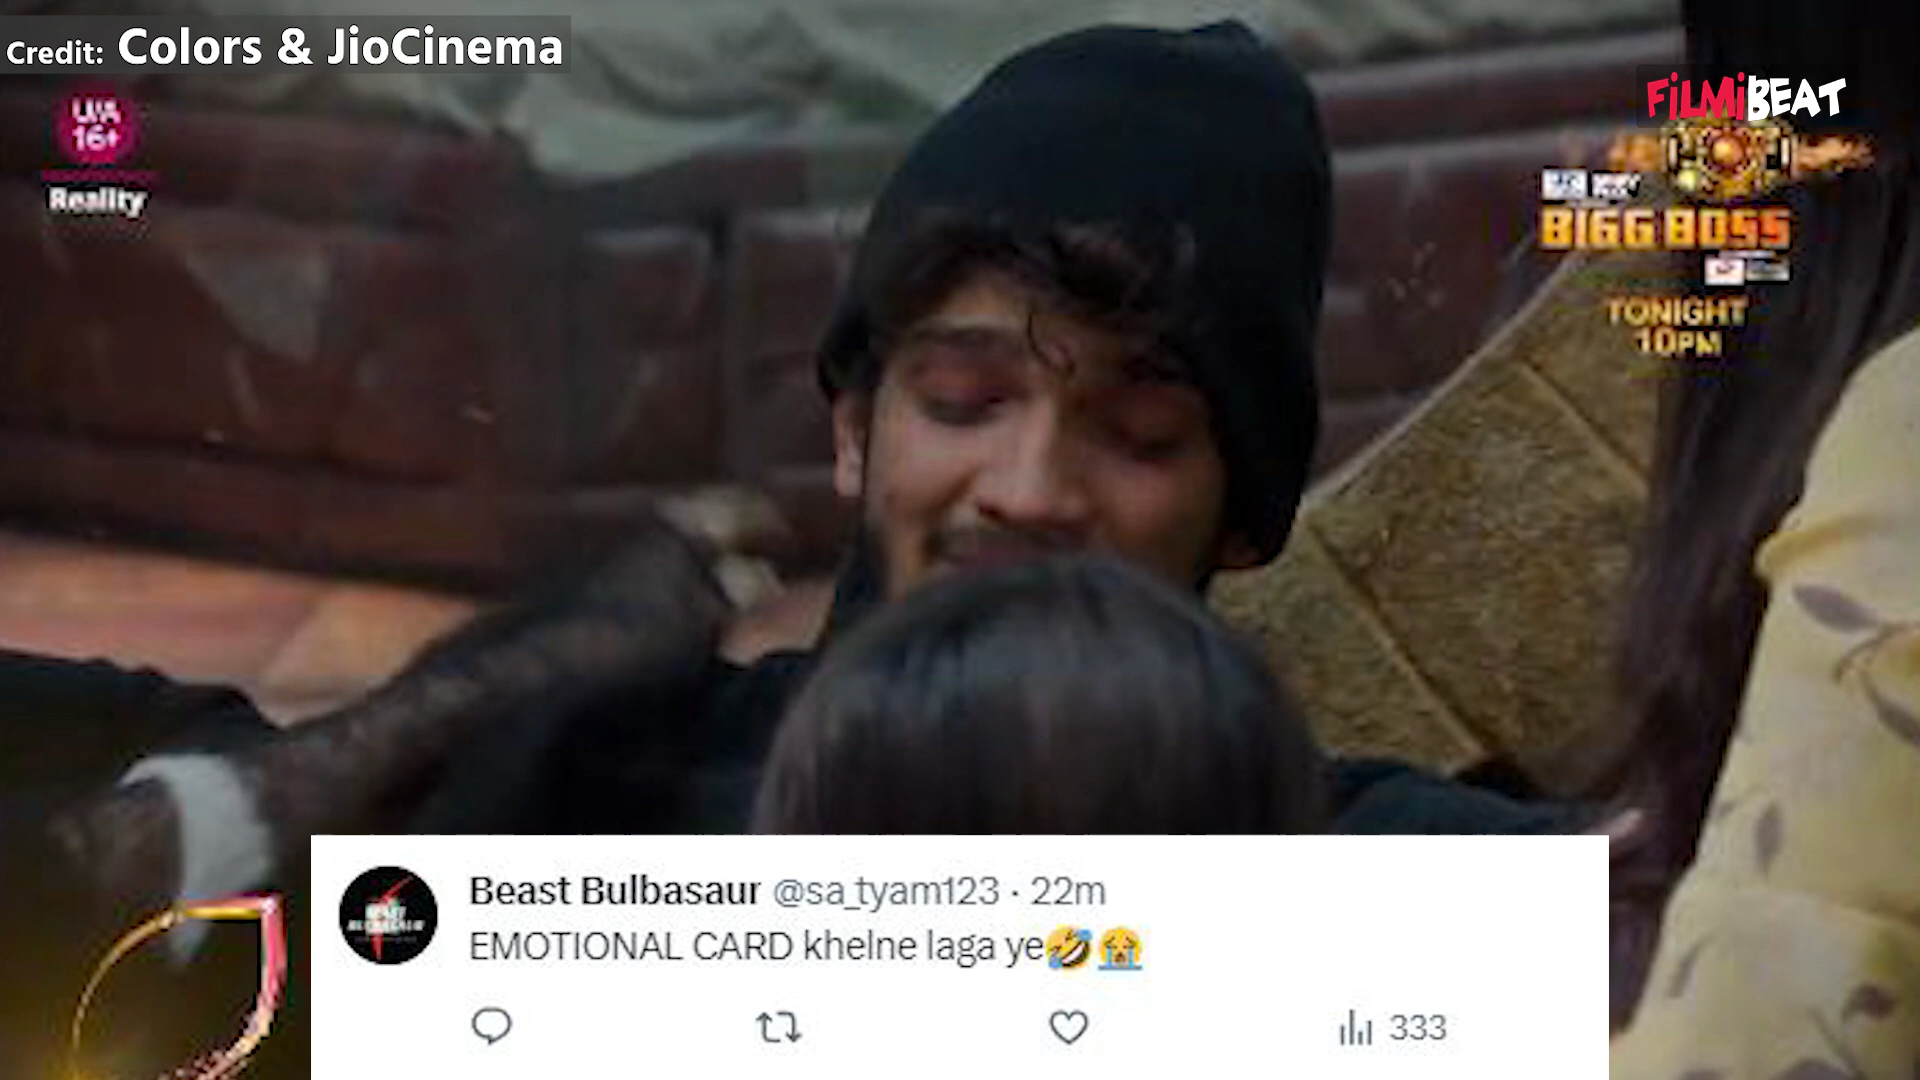 Credit: Colors & JioCinema
FiLMiBEAT
U/A
16+
Reality
BIGG BOSS
TONIGHT
10PM
Beast Bulbasaur @sa_tyam123 · 22m
EMOTIONAL CARD khelne laga ye🤣😭
333